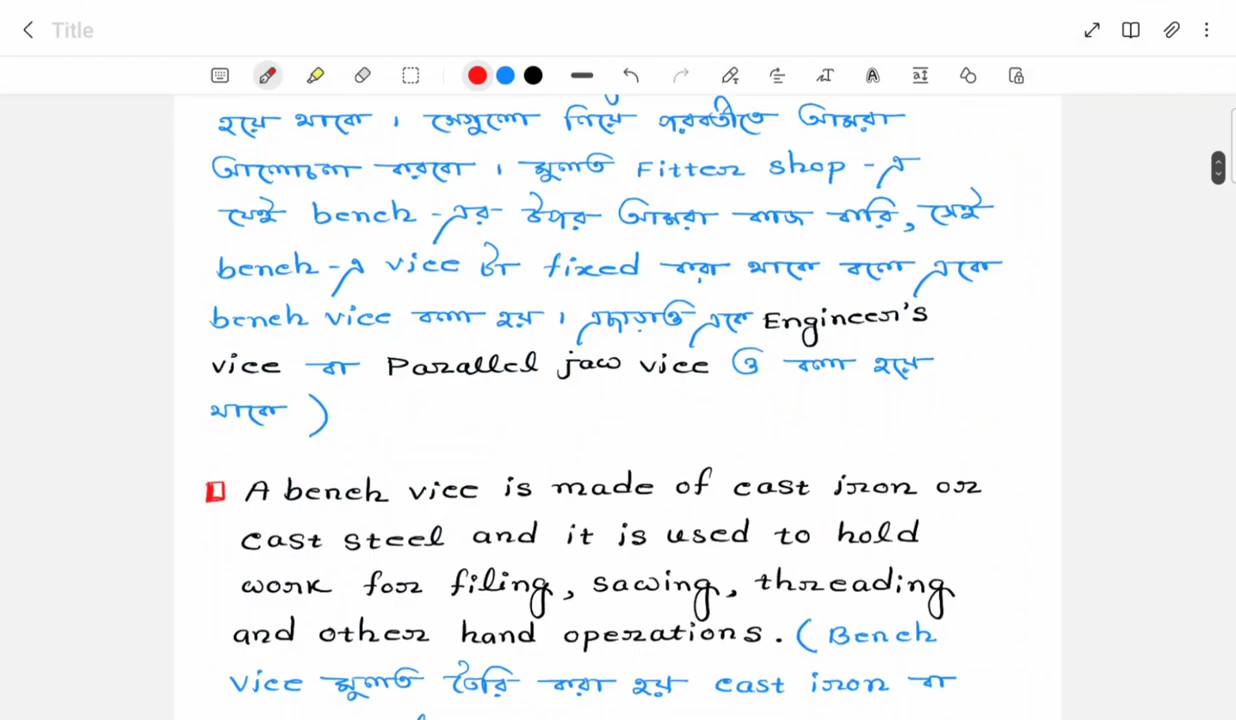 Title
হয়ে থাকে । সেগুলো নিয়ে পরবর্তীতে আমরা
আলোচনা করবো । মূলত Fitter shop -এ
যেই bench -এর উপর আমরা কাজ করি, সেই
bench -এ vice টা fixed করা থাকে বলে একে
bench vice বলা হয় । এছাড়াও একে Engineer's
vice বা Parallel jaw vice ও বলা হয়ে
থাকে )
A bench vice is made of cast iron or
cast steel and it is used to hold
work for filing, sawing, threading
and other hand operations. ( Bench
vice মূলত তৈরি করা হয় cast iron বা